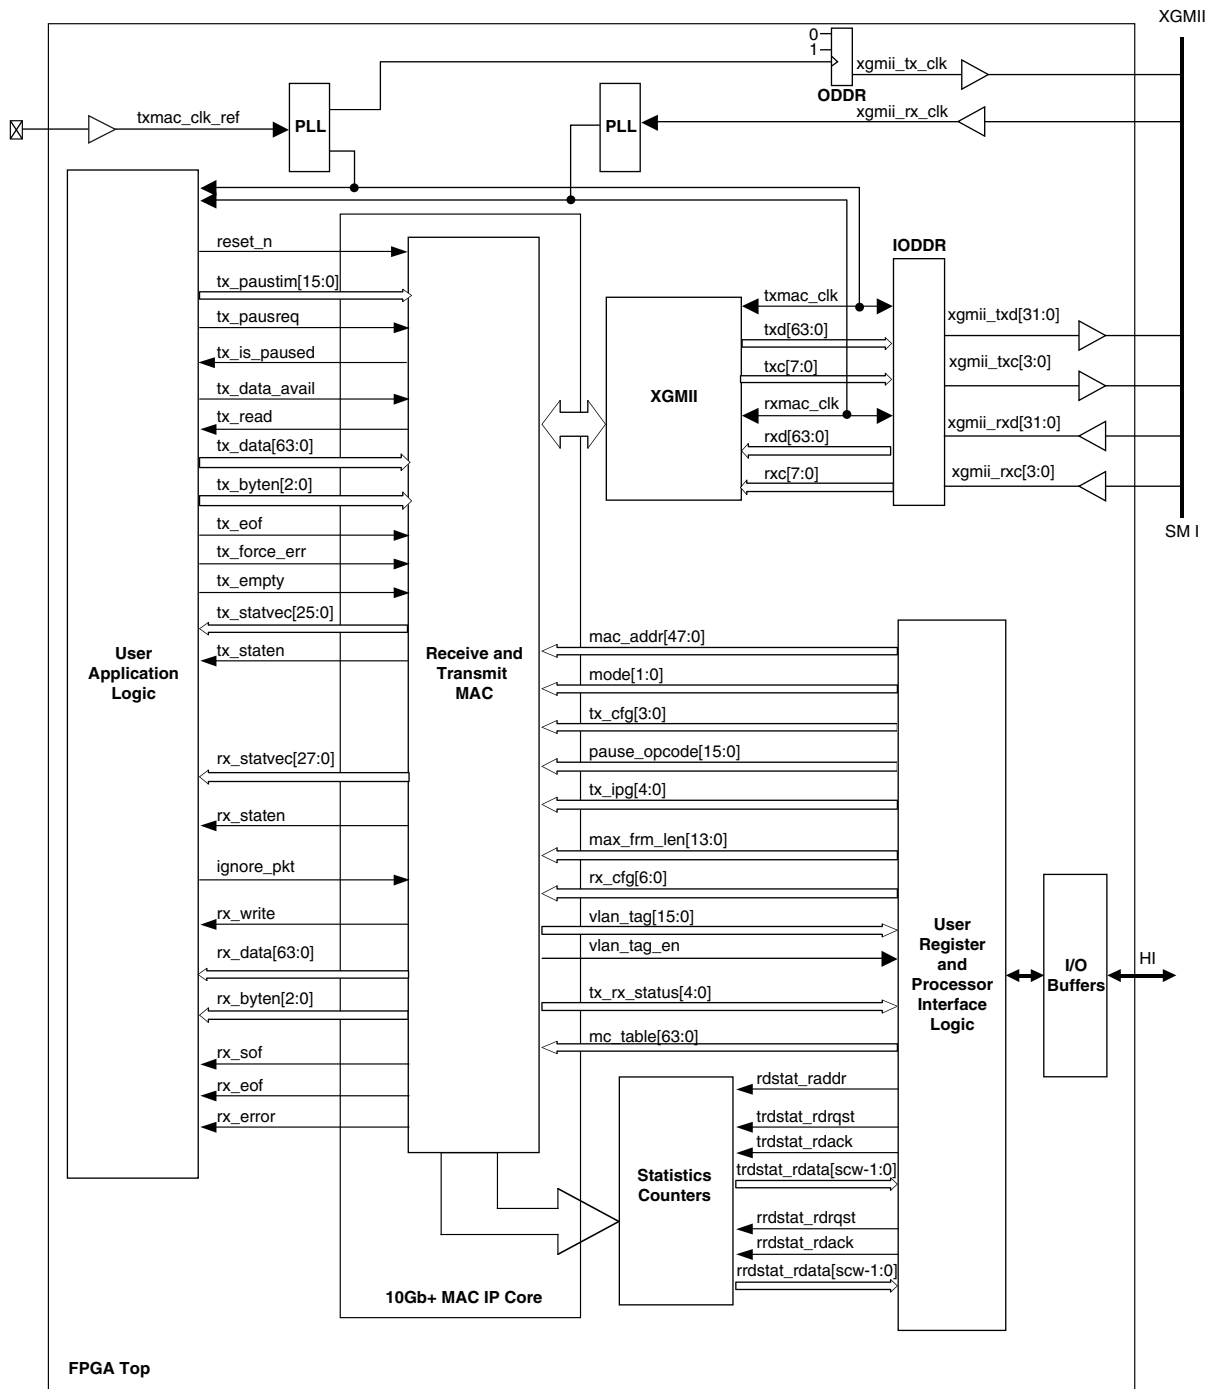 XGMII
0
1
xgmii_tx_clk
ODDR
txmac_clk_ref
PLL
PLL
xgmii_rx_clk
reset_n
tx_paustim[15:0]
tx_pausreq
tx_is_paused
tx_data_avail
tx_read
tx_data[63:0]
tx_byten[2:0]
tx_eof
tx_force_err
tx_empty
tx_statvec[25:0]
tx_staten
User
Application
Logic
rx_statvec[27:0]
rx_staten
ignore_pkt
rx_write
rx_data[63:0]
rx_byten[2:0]
rx_sof
rx_eof
rx_error
Receive and
Transmit
MAC
10Gb+ MAC IP Core
XGMII
txmac_clk
txd[63:0]
txc[7:0]
rxmac_clk
rxd[63:0]
rxc[7:0]
IODDR
xgmii_txd[31:0]
xgmii_txc[3:0]
xgmii_rxd[31:0]
xgmii_rxc[3:0]
SM I
mac_addr[47:0]
mode[1:0]
tx_cfg[3:0]
pause_opcode[15:0]
tx_ipg[4:0]
max_frm_len[13:0]
rx_cfg[6:0]
vlan_tag[15:0]
vlan_tag_en
tx_rx_status[4:0]
mc_table[63:0]
rdstat_raddr
trdstat_rdrqst
trdstat_rdack
trdstat_rdata[scw-1:0]
rrdstat_rdrqst
rrdstat_rdack
rrdstat_rdata[scw-1:0]
Statistics
Counters
User
Register
and
Processor
Interface
Logic
I/O
Buffers
HI
FPGA Top